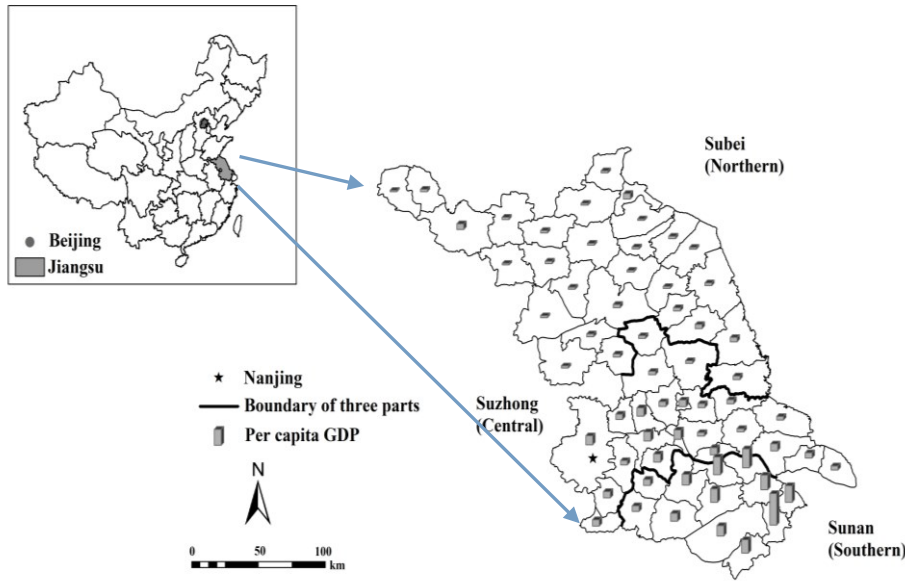 Beijing
Jiangsu
Subei
(Northern)
Nanjing
Boundary of three parts
Per capita GDP
Suzhong
(Central)
N
0 50 100
km
Sunan
(Southern)